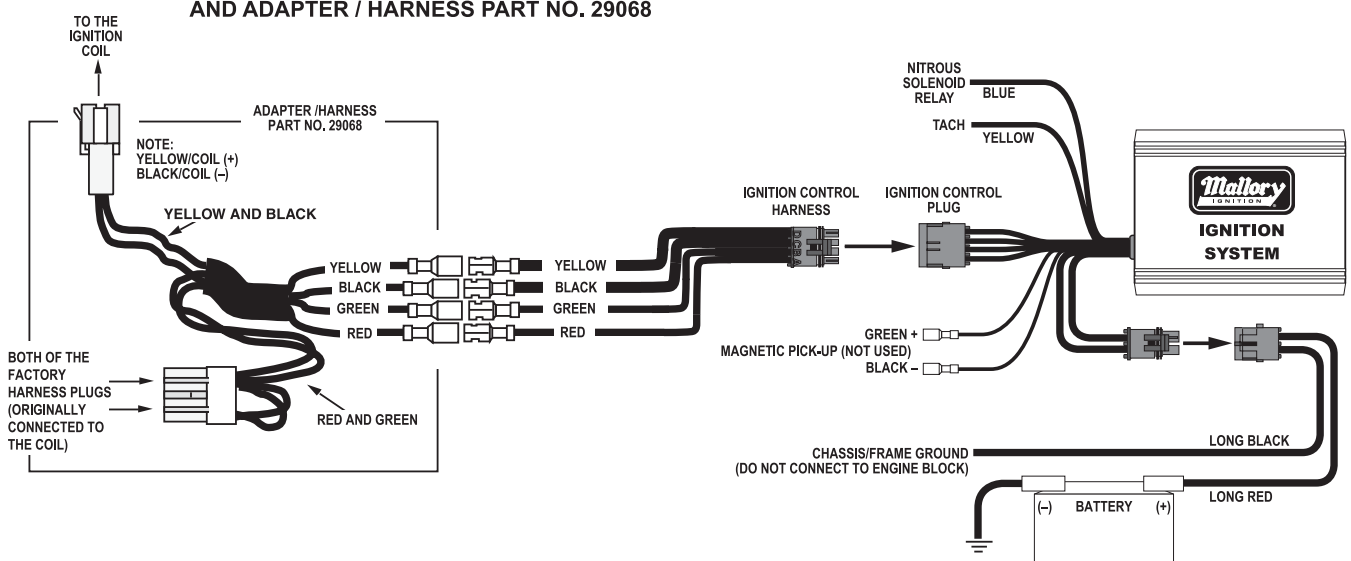 AND ADAPTER / HARNESS PART NO. 29068
TO THE
IGNITION
COIL
ADAPTER /HARNESS
PART NO. 29068
NOTE:
YELLOW/COIL (+)
BLACK/COIL (–)
YELLOW AND BLACK
YELLOW
BLACK
GREEN
RED
YELLOW
BLACK
GREEN
RED
BOTH OF THE
FACTORY
HARNESS PLUGS
(ORIGINALLY
CONNECTED TO
THE COIL)
RED AND GREEN
IGNITION CONTROL
HARNESS
D C B A
IGNITION CONTROL
PLUG
NITROUS
SOLENOID
RELAY
BLUE
TACH
YELLOW
Mallory
IGNITION
IGNITION
SYSTEM
GREEN +
MAGNETIC PICK-UP (NOT USED)
BLACK –
LONG BLACK
CHASSIS/FRAME GROUND
(DO NOT CONNECT TO ENGINE BLOCK)
LONG RED
(–) BATTERY (+)